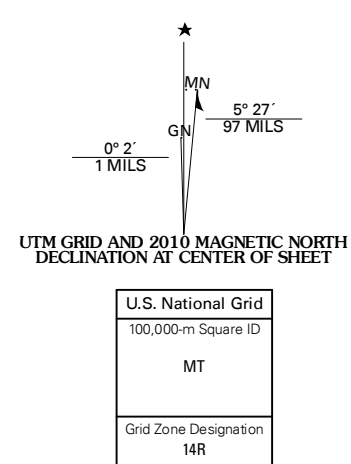 MN
5° 27´
97 MILS
GN
0° 2´
1 MILS
UTM GRID AND 2010 MAGNETIC NORTH
DECLINATION AT CENTER OF SHEET
U.S. National Grid
100,000-m Square ID
MT
Grid Zone Designation
14R